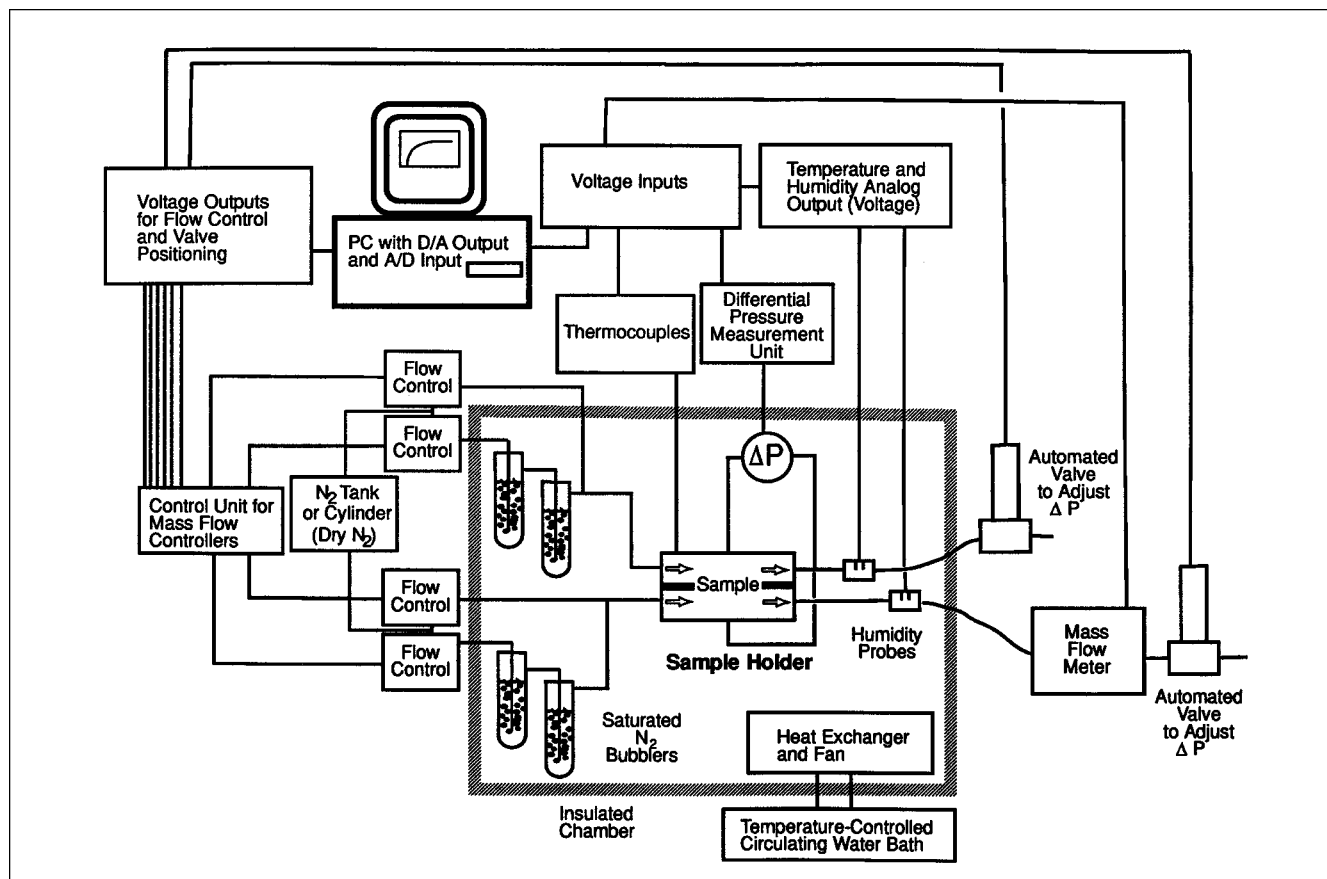 Voltage Outputs
for Flow Control
and Valve
Positioning
PC with D/A Output
and A/D Input
Voltage Inputs
Temperature and
Humidity Analog
Output (Voltage)
Thermocouples
Differential
Pressure
Measurement
Unit
Flow
Control
Flow
Control
Control Unit for
Mass Flow
Controllers
N2 Tank
or Cylinder
(Dry N2)
Flow
Control
Flow
Control
ΔP
Sample
Sample Holder
Humidity
Probes
Automated
Valve
to Adjust
Δ P
Mass
Flow
Meter
Automated
Valve
to Adjust
Δ P
Saturated
N2
Bubblers
Heat Exchanger
and Fan
Insulated
Chamber
Temperature-Controlled
Circulating Water Bath